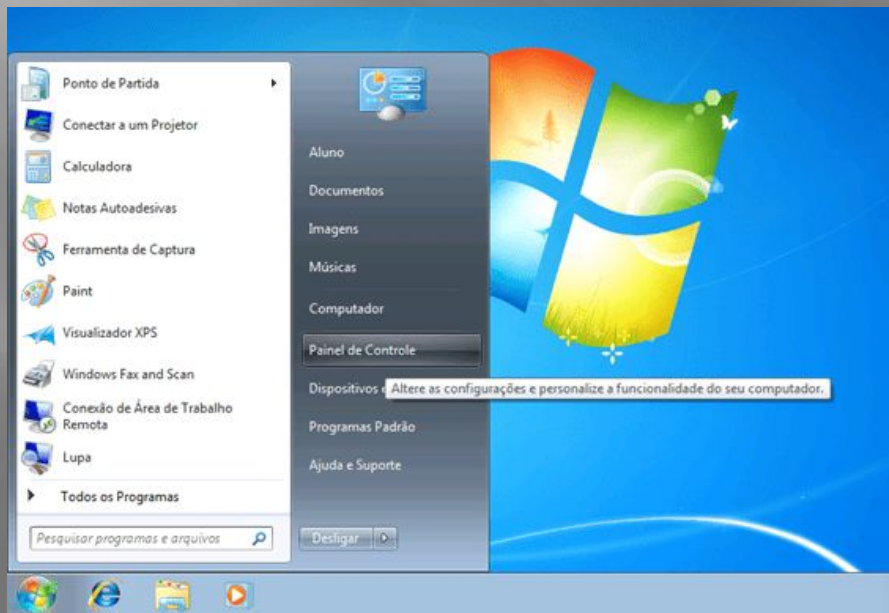 Ponto de Partida
Conectar a um Projetor
Calculadora
Notas Autoadesivas
Ferramenta de Captura
Paint
Visualizador XPS
Windows Fax and Scan
Conexão de Área de Trabalho
Remota
Lupa
Todos os Programas
Pesquisar programas e arquivos
Aluno
Documentos
Imagens
Músicas
Computador
Painel de Controle
Dispositivos
Altere as configurações e personalize a funcionalidade do seu computador.
Programas Padrão
Ajuda e Suporte
Desligar